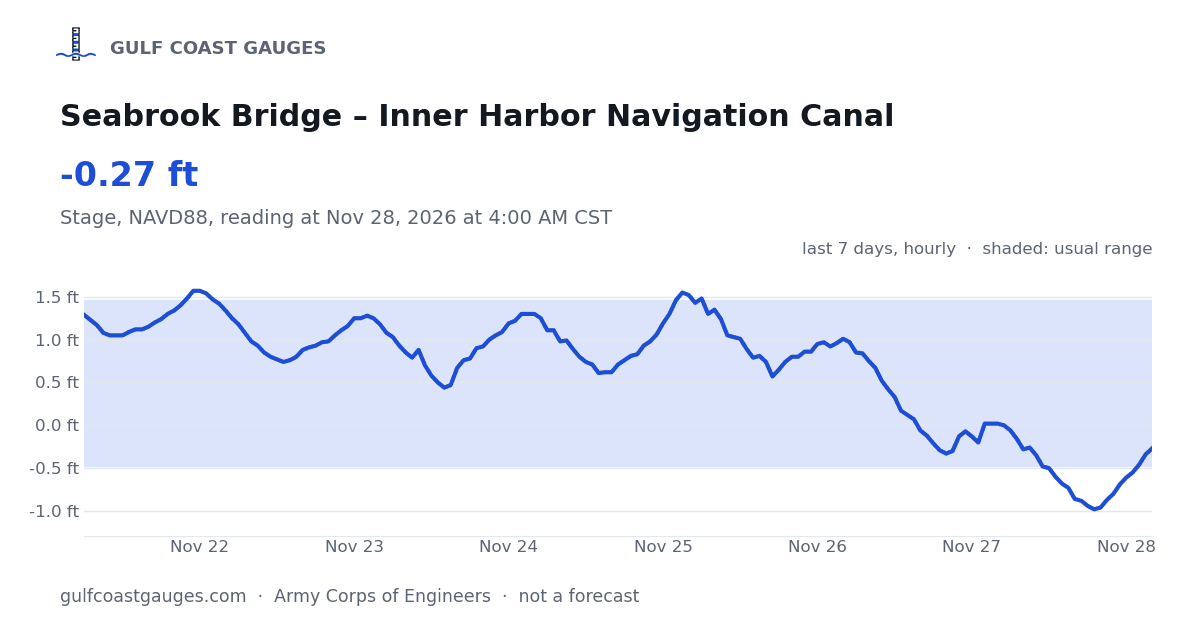 GULF COAST GAUGES
Seabrook Bridge – Inner Harbor Navigation Canal
-0.27 ft
Stage, NAVD88, reading at Nov 28, 2026 at 4:00 AM CST
last 7 days, hourly · shaded: usual range
1.5 ft
1.0 ft
0.5 ft
0.0 ft
-0.5 ft
-1.0 ft
Nov 22 Nov 23 Nov 24 Nov 25 Nov 26 Nov 27 Nov 28
gulfcoastgauges.com · Army Corps of Engineers · not a forecast